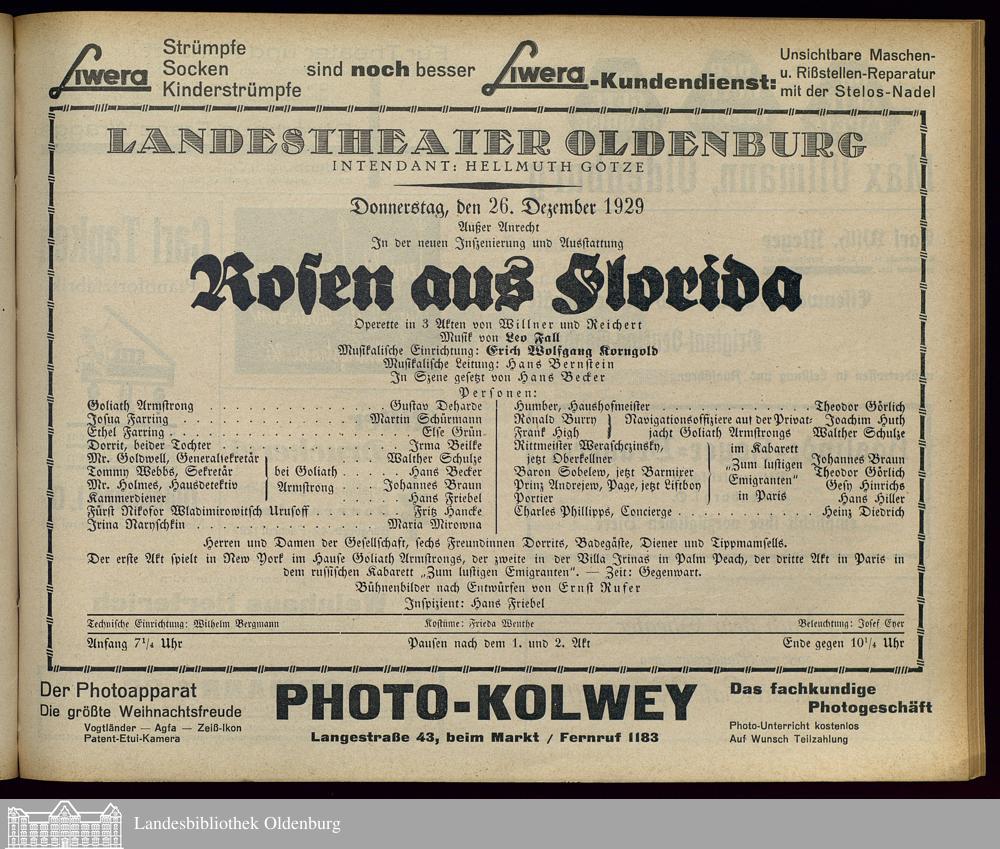 Siwera Strümpfe
Socken
Kinderstrümpfe
sind noch besser
Siwera-Kundendienst:
Unsichtbare Maschen-
u. Rißstellen-Reparatur
mit der Stelos-Nadel
LANDESTHEATER OLDENBURG
INTENDANT: HELLMUTH GÖTZE
Donnerstag, den 26. Dezember 1929
Außer Anrecht
In der neuen Inszenierung und Ausstattung
Rosen aus Florida
Operette in 3 Akten von Willner und Reichert
Musik von Leo Fall
Musikalische Einrichtung: Erich Wolfgang Korngold
Musikalische Leitung: Hans Bernstein
In Szene gesetzt von Hans Becker
Personen:
Goliath Armstrong . . . Gustav Deharde
Josua Farring . . . Martin Schürmann
Ethel Farring . . . Else Grün
Dorrit, beider Tochter . . . Irma Beilke
Mr. Goldwell, Generalsekretär } Walther Schulze
Tommy Webbs, Sekretär } bei Goliath . . . Hans Becker
Mr. Holmes, Hausdetektiv } Armstrong . . . Johannes Braun
Kammerdiener } . . . Hans Friebel
Fürst Nikofor Wladimirowitsch Urusoff . . . Fritz Hancke
Irina Naryschkin . . . Maria Mirowna
Humber, Haushofmeister . . . Theodor Görlich
Ronald Burry } Navigationsoffiziere auf der Privat- Joachim Huth
Frank High } jacht Goliath Armstrongs Walther Schulze
Rittmeister Weraschezinsky, } im Kabarett
jetzt Oberkellner } „Zum lustigen Johannes Braun
Baron Sobelew, jetzt Barmixer } Emigranten“ Theodor Görlich
Prinz Andrejew, Page, jetzt Liftboy } in Paris Gesy Hinrichs
Portier } Hans Hiller
Charles Phillipps, Concierge . . . Heinz Diedrich
Herren und Damen der Gesellschaft, sechs Freundinnen Dorrits, Badegäste, Diener und Tippmamsells.
Der erste Akt spielt in New York im Hause Goliath Armstrongs, der zweite in der Villa Irinas in Palm Peach, der dritte Akt in Paris in
dem russischen Kabarett „Zum lustigen Emigranten“. — Zeit: Gegenwart.
Bühnenbilder nach Entwürfen von Ernst Rufer
Inspizient: Hans Friebel
Technische Einrichtung: Wilhelm Bergmann Kostüme: Frieda Wenthe Beleuchtung: Josef Eyer
Anfang 7¼ Uhr Pausen nach dem 1. und 2. Akt Ende gegen 10¼ Uhr
Der Photoapparat
Die größte Weihnachtsfreude
Vogtländer — Agfa — Zeiß-Ikon
Patent-Etui-Kamera
PHOTO-KOLWEY
Langestraße 43, beim Markt / Fernruf 1183
Das fachkundige
Photogeschäft
Photo-Unterricht kostenlos
Auf Wunsch Teilzahlung
Landesbibliothek Oldenburg